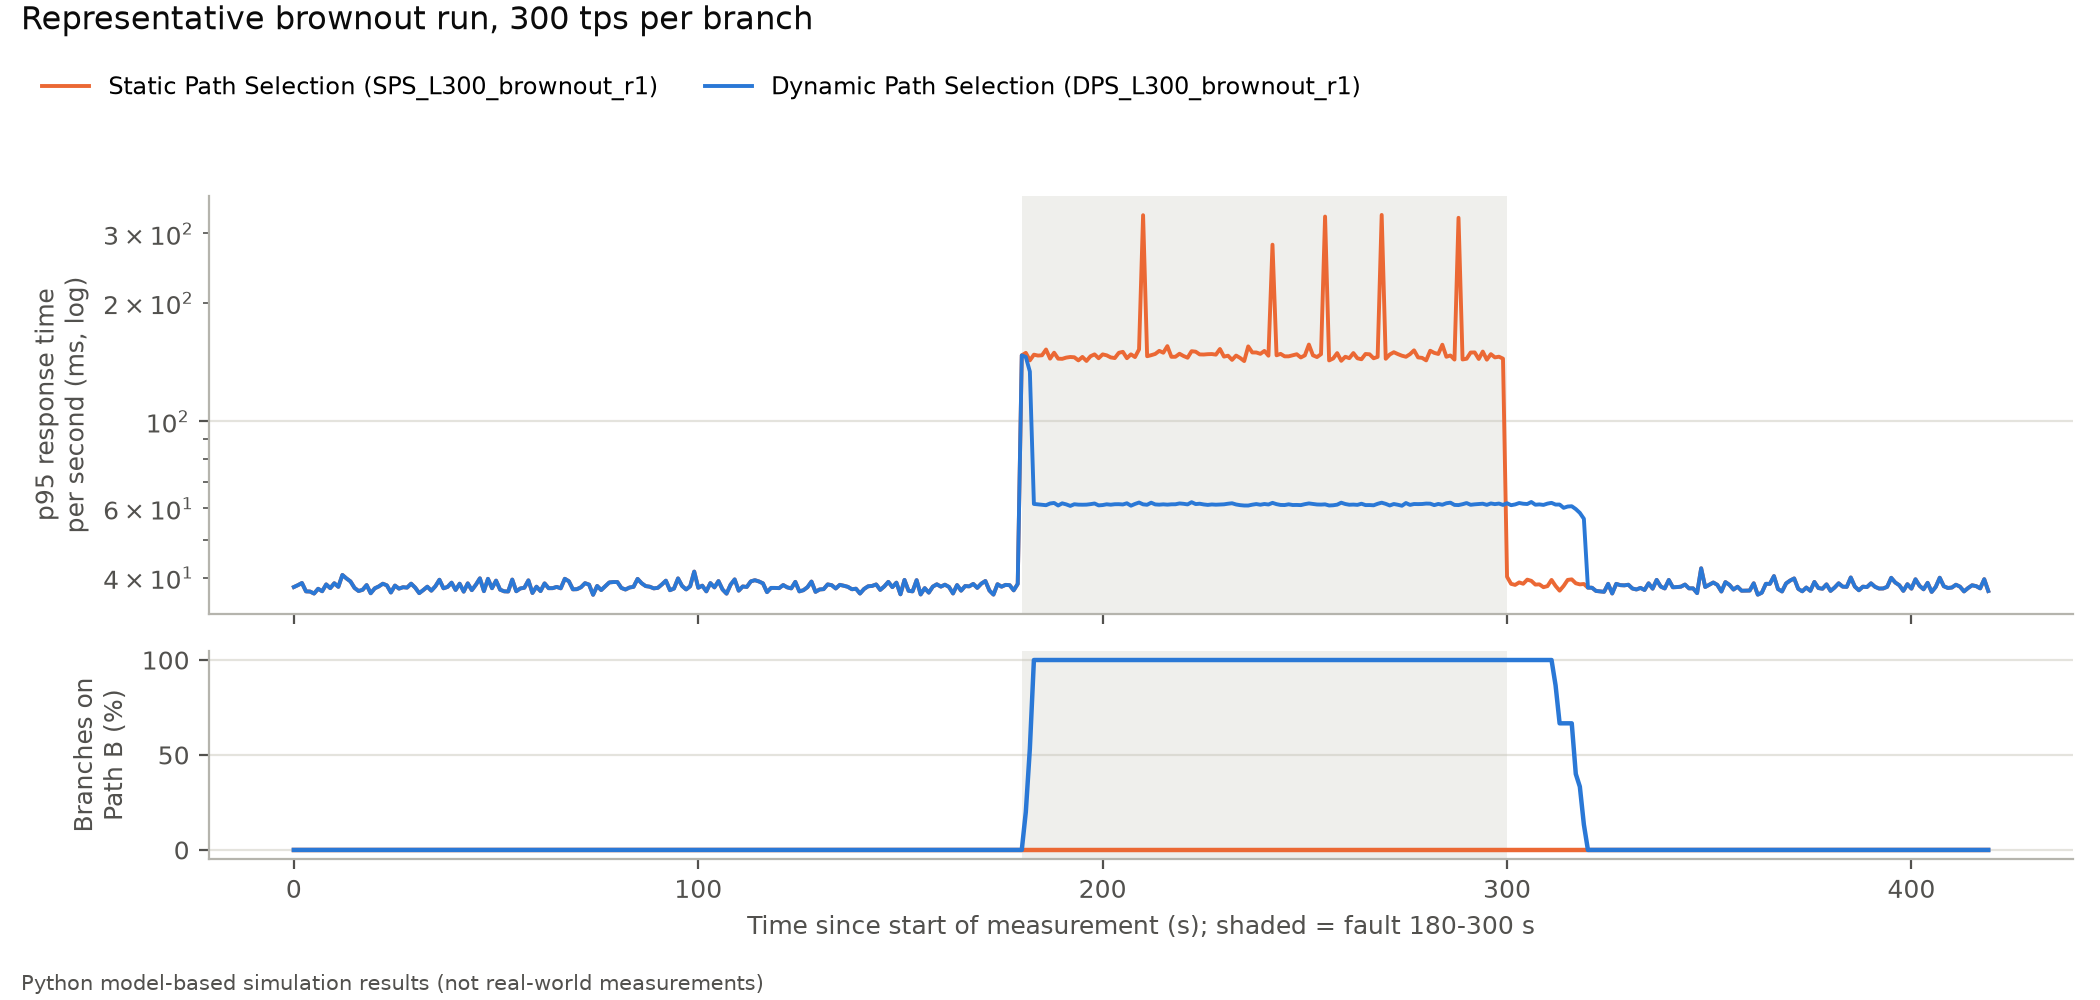 Representative brownout run, 300 tps per branch
Static Path Selection (SPS_L300_brownout_r1)
Dynamic Path Selection (DPS_L300_brownout_r1)
p95 response time
per second (ms, log)
3 × 10²
2 × 10²
10²
6 × 10¹
4 × 10¹
Branches on
Path B (%)
100
50
0
0 100 200 300 400
Time since start of measurement (s); shaded = fault 180-300 s
Python model-based simulation results (not real-world measurements)